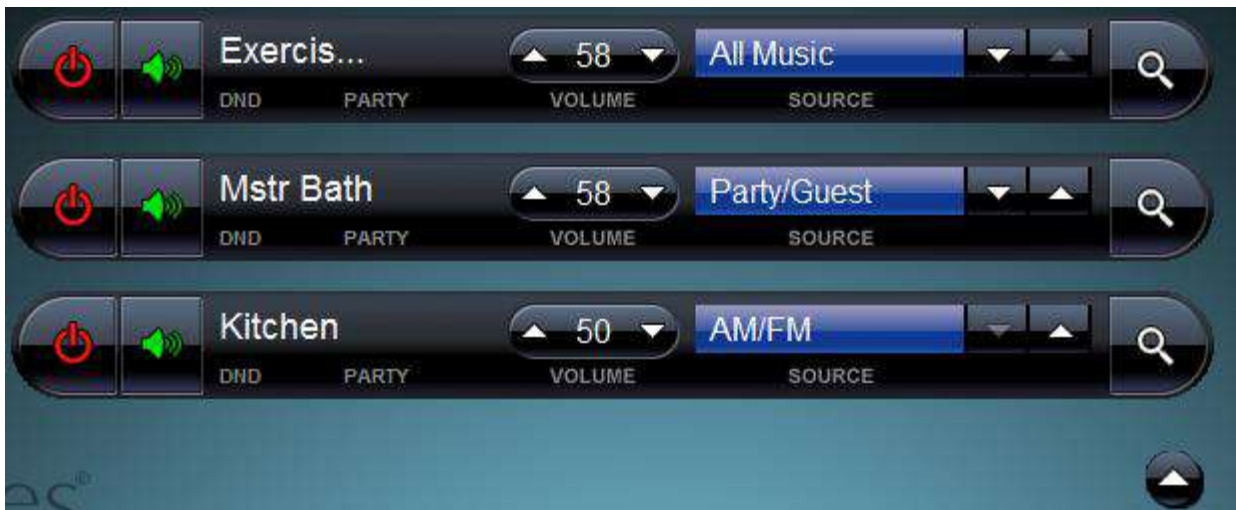 Exercis... 58 All Music
DND PARTY VOLUME SOURCE
Mstr Bath 58 Party/Guest
DND PARTY VOLUME SOURCE
Kitchen 50 AM/FM
DND PARTY VOLUME SOURCE
es®